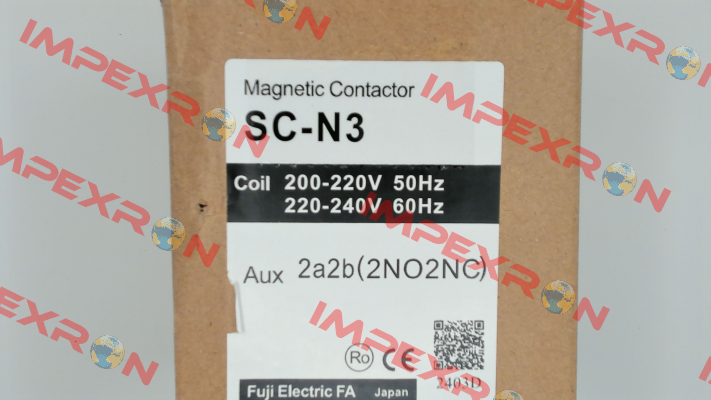 Magnetic Contactor
SC-N3
Coil 200-220V 50Hz
220-240V 60Hz
Aux 2a2b(2NO2NC)
Ro CE
2403D
Fuji Electric FA Japan
IMPEXRON
IMPEXRON
IMPEXRON
IMPEXRON
IMPEXRON
IMPEXRON
IMPEXRON